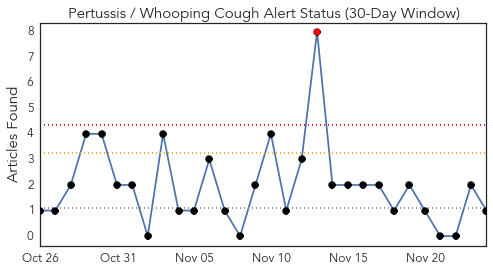 Pertussis / Whooping Cough Alert Status (30-Day Window)
Articles Found
8
7
6
5
4
3
2
1
0
Oct 26
Oct 31
Nov 05
Nov 10
Nov 15
Nov 20